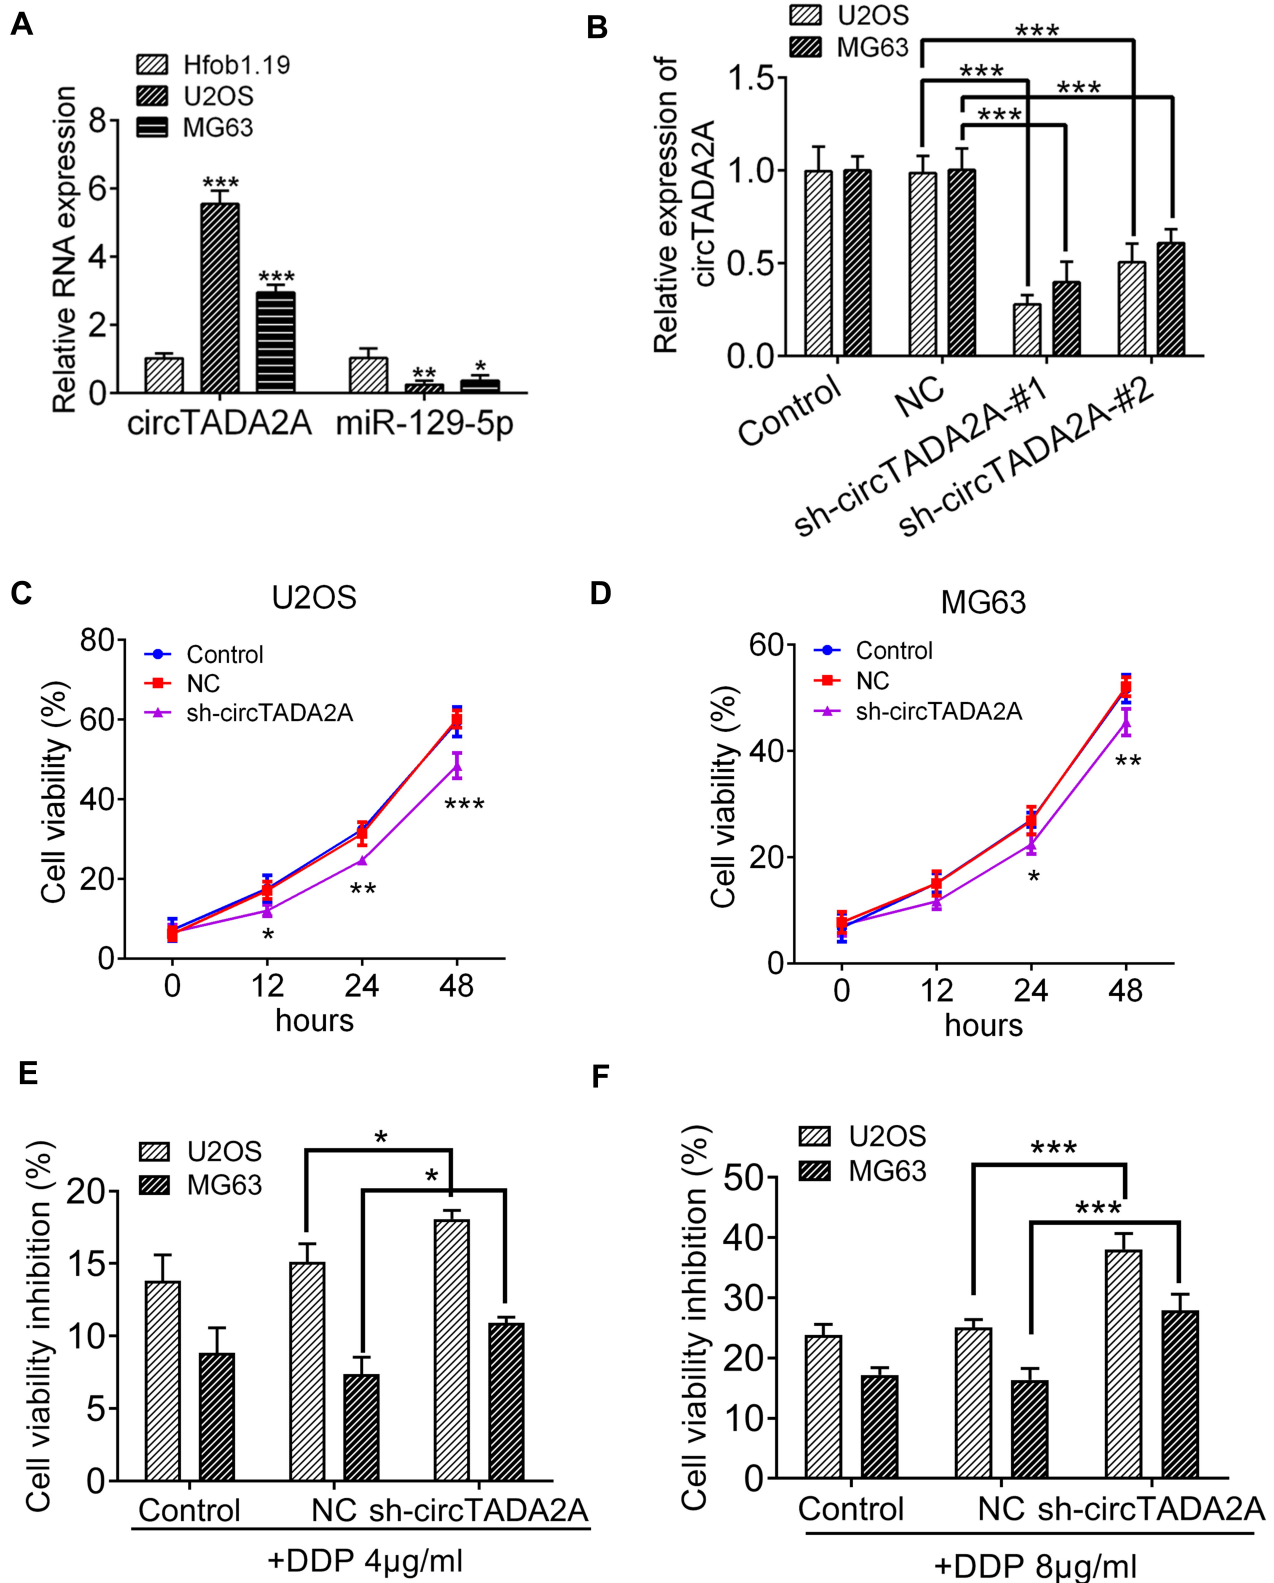 A
Hfob1.19
U2OS
MG63
Relative RNA expression
8
6
4
2
0
***
***
**
*
circTADA2A miR-129-5p
B
U2OS
MG63
Relative expression of
circTADA2A
1.5
1.0
0.5
0.0
***
***
***
***
Control
NC
sh-circTADA2A-#1
sh-circTADA2A-#2
C
U2OS
Control
NC
sh-circTADA2A
Cell viability (%)
80
60
40
20
0
*
**
***
0 12 24 48
hours
D
MG63
Control
NC
sh-circTADA2A
Cell viability (%)
60
40
20
0
*
**
0 12 24 48
hours
E
U2OS
MG63
Cell viability inhibition (%)
20
15
10
5
0
*
*
Control NC sh-circTADA2A
+DDP 4μg/ml
F
U2OS
MG63
Cell viability inhibition (%)
50
40
30
20
10
0
***
***
Control NC sh-circTADA2A
+DDP 8μg/ml